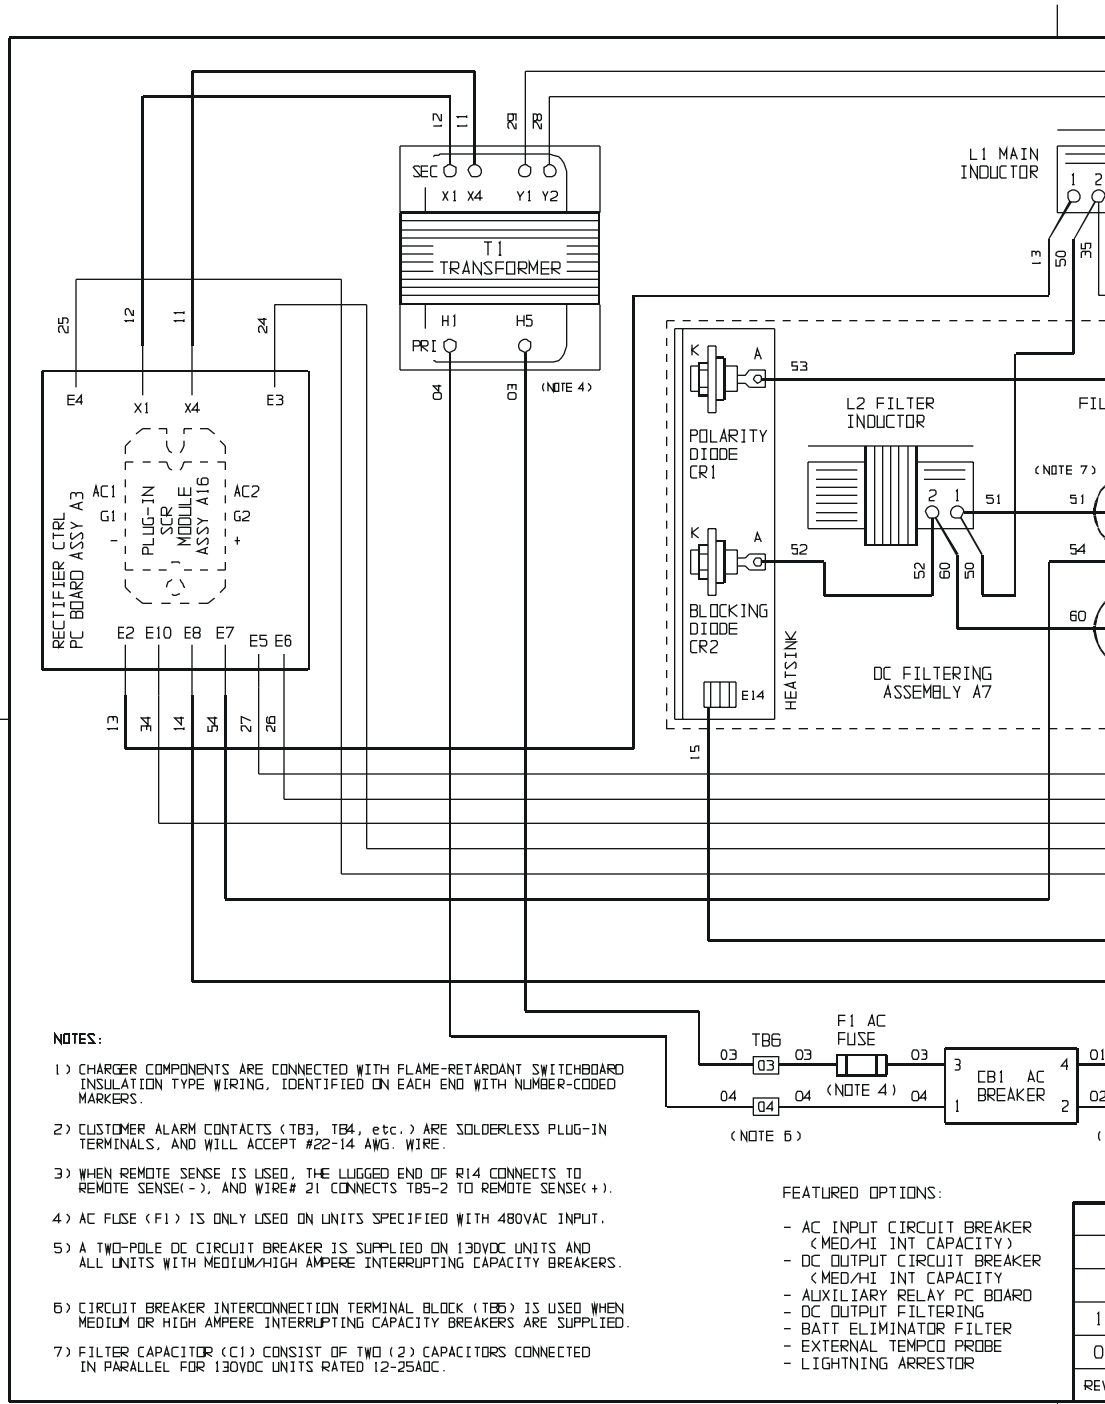 12 11 29 28
SEC
X1 X4 Y1 Y2
T1
TRANSFORMER
H1 H5
PRI
04 03 (NOTE 4)
L1 MAIN
INDUCTOR
1 2
13 50 35
25 12 11 24
E4 X1 X4 E3
AC1 AC2
G1 G2
- +
PLUG-IN
SCR
MODULE
ASSY A16
RECTIFIER CTRL
PC BOARD ASSY A3
E2 E10 E8 E7 E5 E6
13 34 14 54 27 26
K A 53
POLARITY
DIODE
CR1
K A 52
BLOCKING
DIODE
CR2
E14
HEATSINK
15
L2 FILTER
INDUCTOR
2 1
51
52 60 50
FIL
(NOTE 7)
51
54
60
DC FILTERING
ASSEMBLY A7
F1 AC
FUSE
TB6
03 03 03 03
04 04 04 04
(NOTE 4)
(NOTE 6)
3 4
CB1 AC
BREAKER
1 2
01
02
(
NOTES:
1) CHARGER COMPONENTS ARE CONNECTED WITH FLAME-RETARDANT SWITCHBOARD
INSULATION TYPE WIRING, IDENTIFIED ON EACH END WITH NUMBER-CODED
MARKERS.
2) CUSTOMER ALARM CONTACTS (TB3, TB4, etc.) ARE SOLDERLESS PLUG-IN
TERMINALS, AND WILL ACCEPT #22-14 AWG. WIRE.
3) WHEN REMOTE SENSE IS USED, THE LUGGED END OF R14 CONNECTS TO
REMOTE SENSE(-), AND WIRE# 21 CONNECTS TB5-2 TO REMOTE SENSE(+).
4) AC FUSE (F1) IS ONLY USED ON UNITS SPECIFIED WITH 480VAC INPUT.
5) A TWO-POLE DC CIRCUIT BREAKER IS SUPPLIED ON 130VDC UNITS AND
ALL UNITS WITH MEDIUM/HIGH AMPERE INTERRUPTING CAPACITY BREAKERS.
6) CIRCUIT BREAKER INTERCONNECTION TERMINAL BLOCK (TB6) IS USED WHEN
MEDIUM OR HIGH AMPERE INTERRUPTING CAPACITY BREAKERS ARE SUPPLIED.
7) FILTER CAPACITOR (C1) CONSIST OF TWO (2) CAPACITORS CONNECTED
IN PARALLEL FOR 130VDC UNITS RATED 12-25ADC.
FEATURED OPTIONS:
- AC INPUT CIRCUIT BREAKER
(MED/HI INT CAPACITY)
- DC OUTPUT CIRCUIT BREAKER
(MED/HI INT CAPACITY
- AUXILIARY RELAY PC BOARD
- DC OUTPUT FILTERING
- BATT ELIMINATOR FILTER
- EXTERNAL TEMPCO PROBE
- LIGHTNING ARRESTOR
1
0
REV